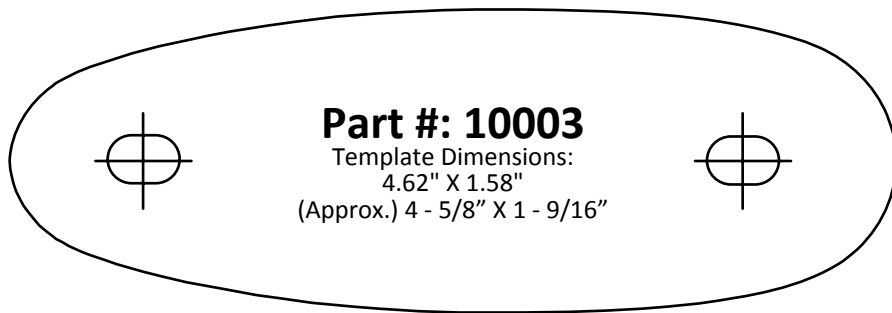 Part #: 10003
Template Dimensions:
4.62" X 1.58"
(Approx.) 4 - 5/8” X 1 - 9/16”